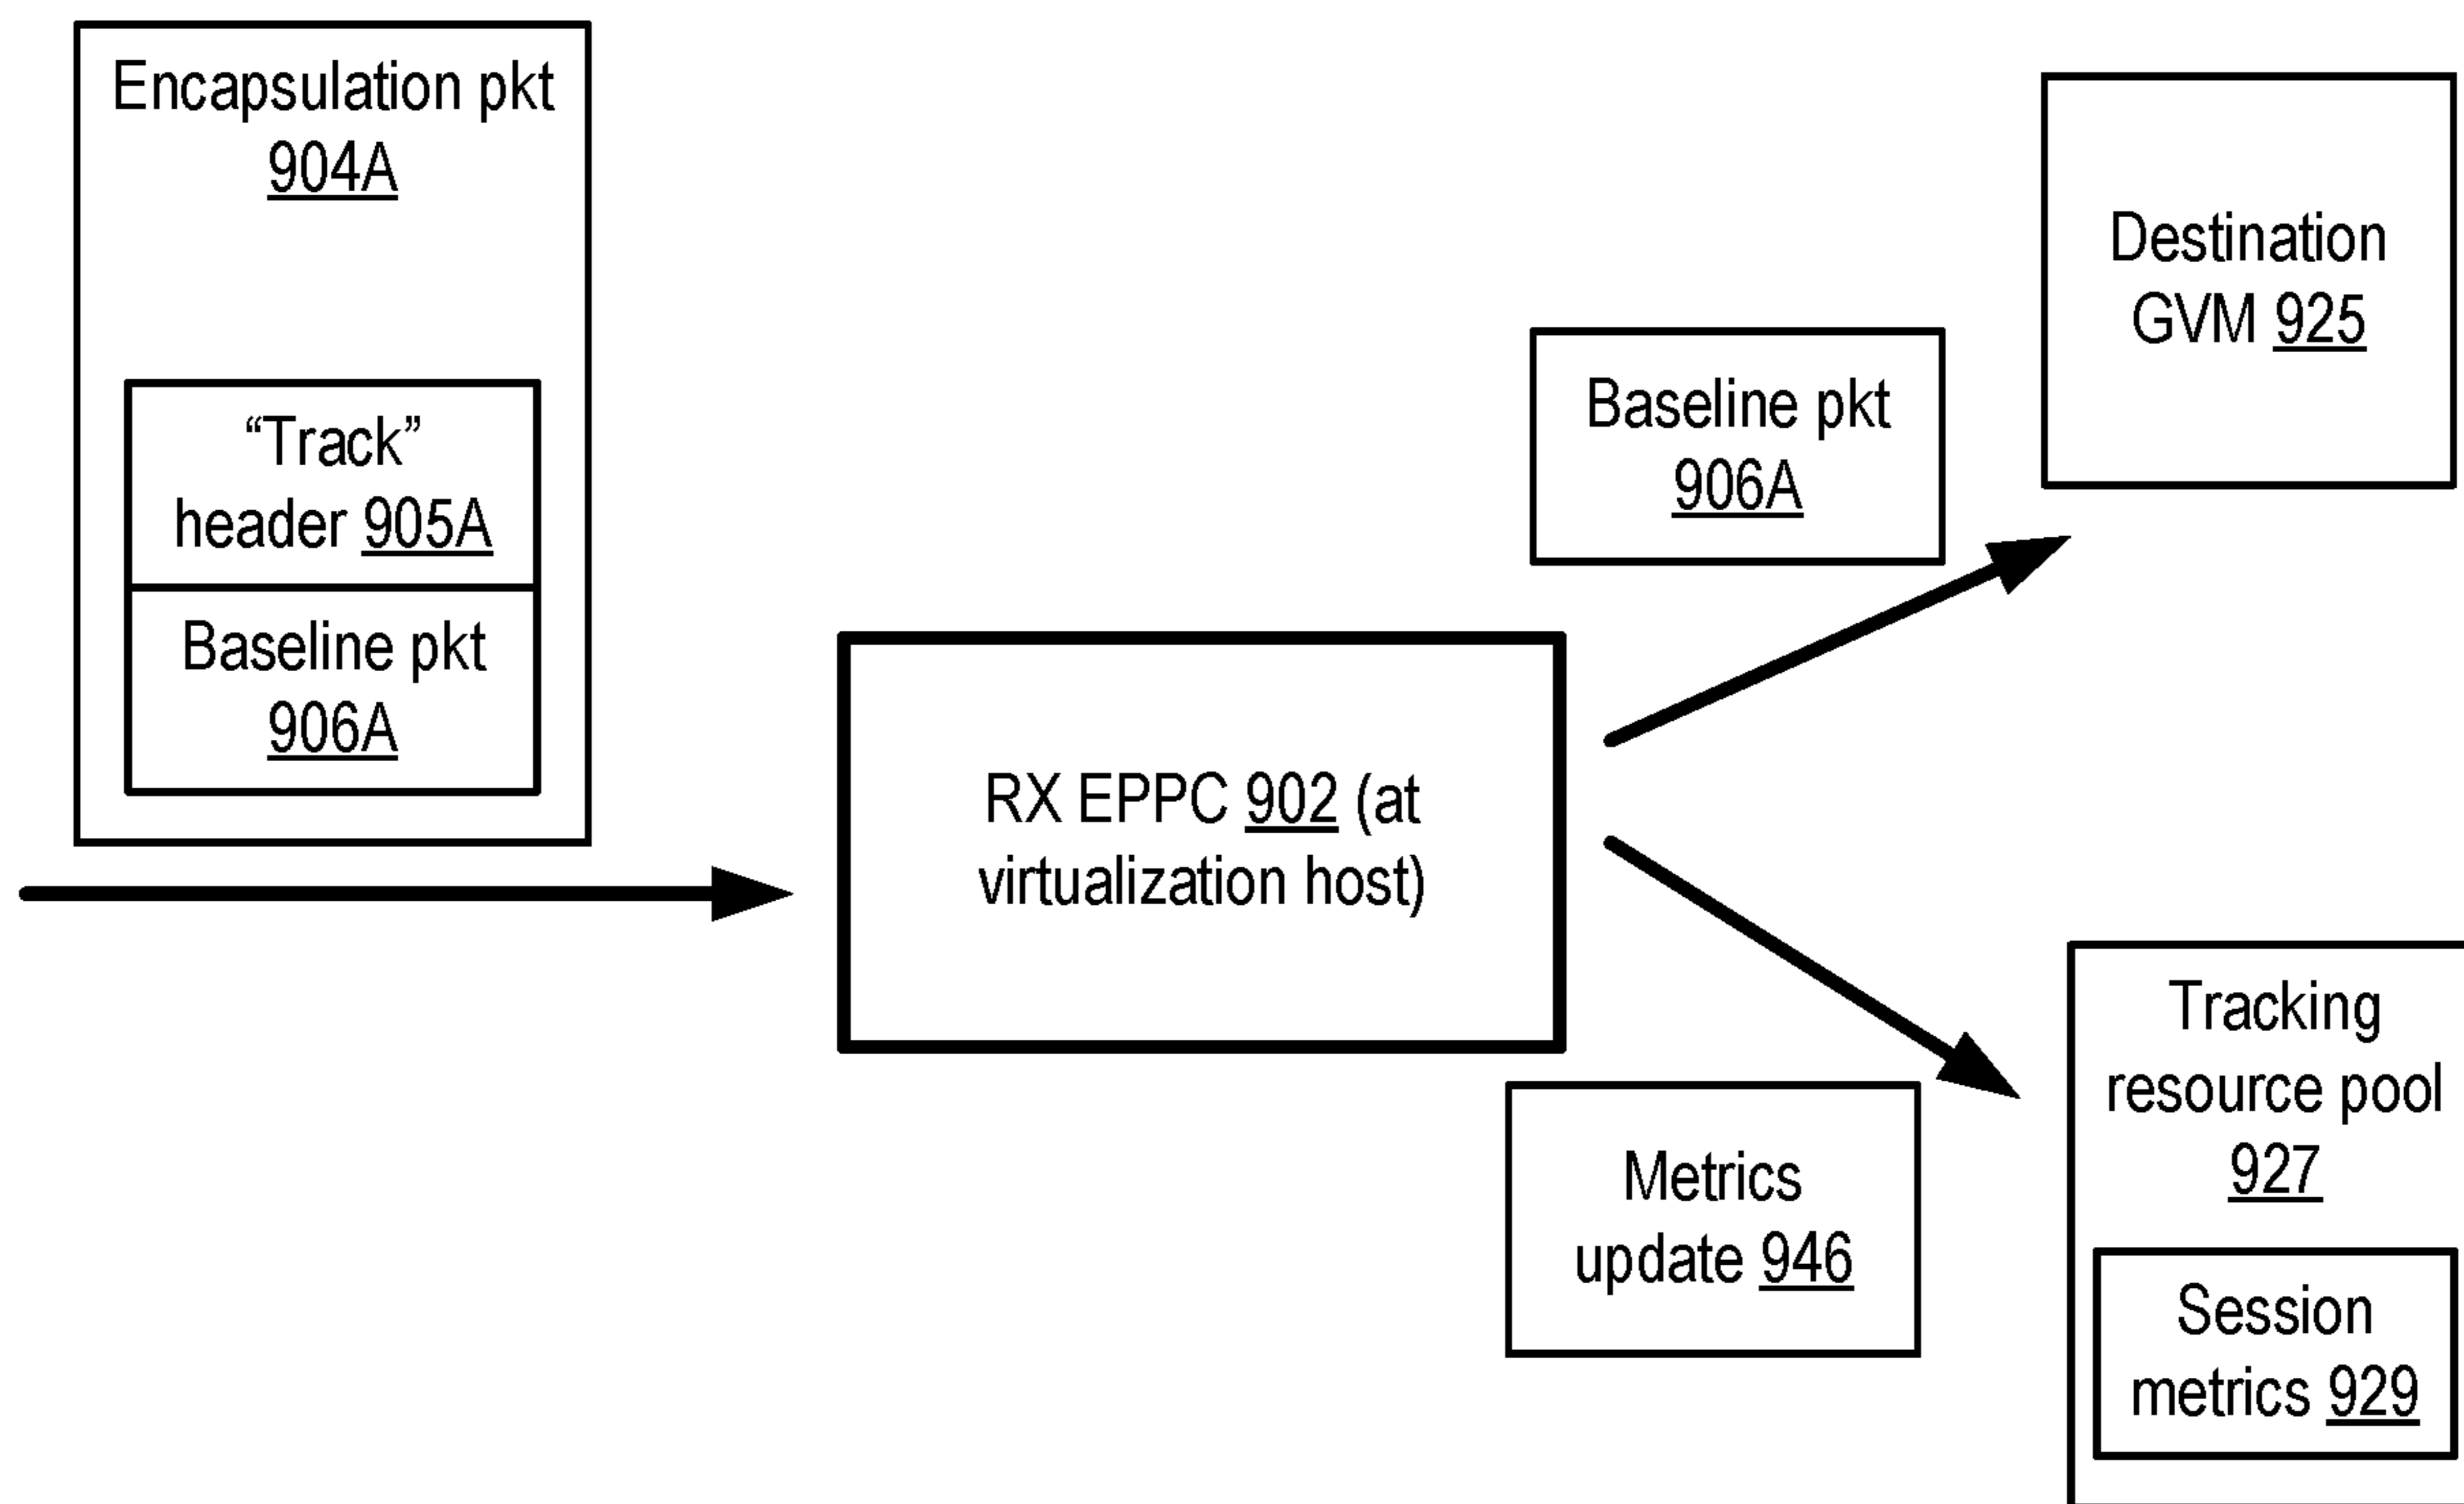 Encapsulation pkt
904A
“Track”
header 905A
Baseline pkt
906A
RX EPPC 902 (at
virtualization host)
Baseline pkt
906A
Destination
GVM 925
Metrics
update 946
Tracking
resource pool
927
Session
metrics 929